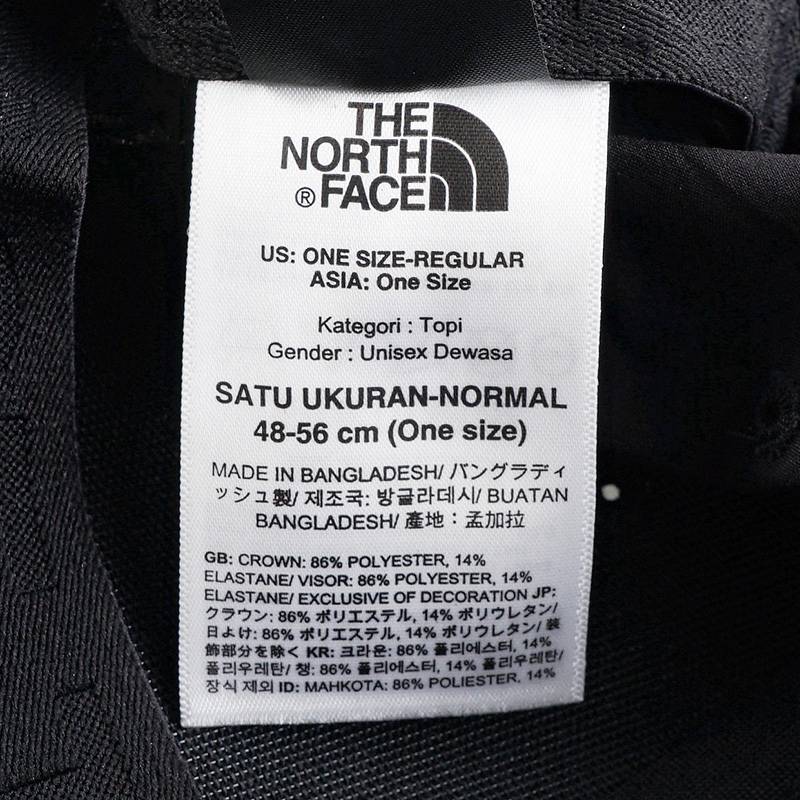 THE
NORTH
® FACE
US: ONE SIZE-REGULAR
ASIA: One Size
Kategori : Topi
Gender : Unisex Dewasa
SATU UKURAN-NORMAL
48-56 cm (One size)
MADE IN BANGLADESH/ バングラディ
ッシュ製/ 제조국: 방글라데시/ BUATAN
BANGLADESH/ 產地：孟加拉
GB: CROWN: 86% POLYESTER, 14%
ELASTANE/ VISOR: 86% POLYESTER, 14%
ELASTANE/ EXCLUSIVE OF DECORATION JP:
クラウン: 86% ポリエステル, 14% ポリウレタン/
日よけ: 86% ポリエステル, 14% ポリウレタン/ 装
飾部分を除く KR: 크라운: 86% 폴리에스터, 14%
폴리우레탄/ 챙: 86% 폴리에스터, 14% 폴리우레탄/
장식 제외 ID: MAHKOTA: 86% POLIESTER, 14%